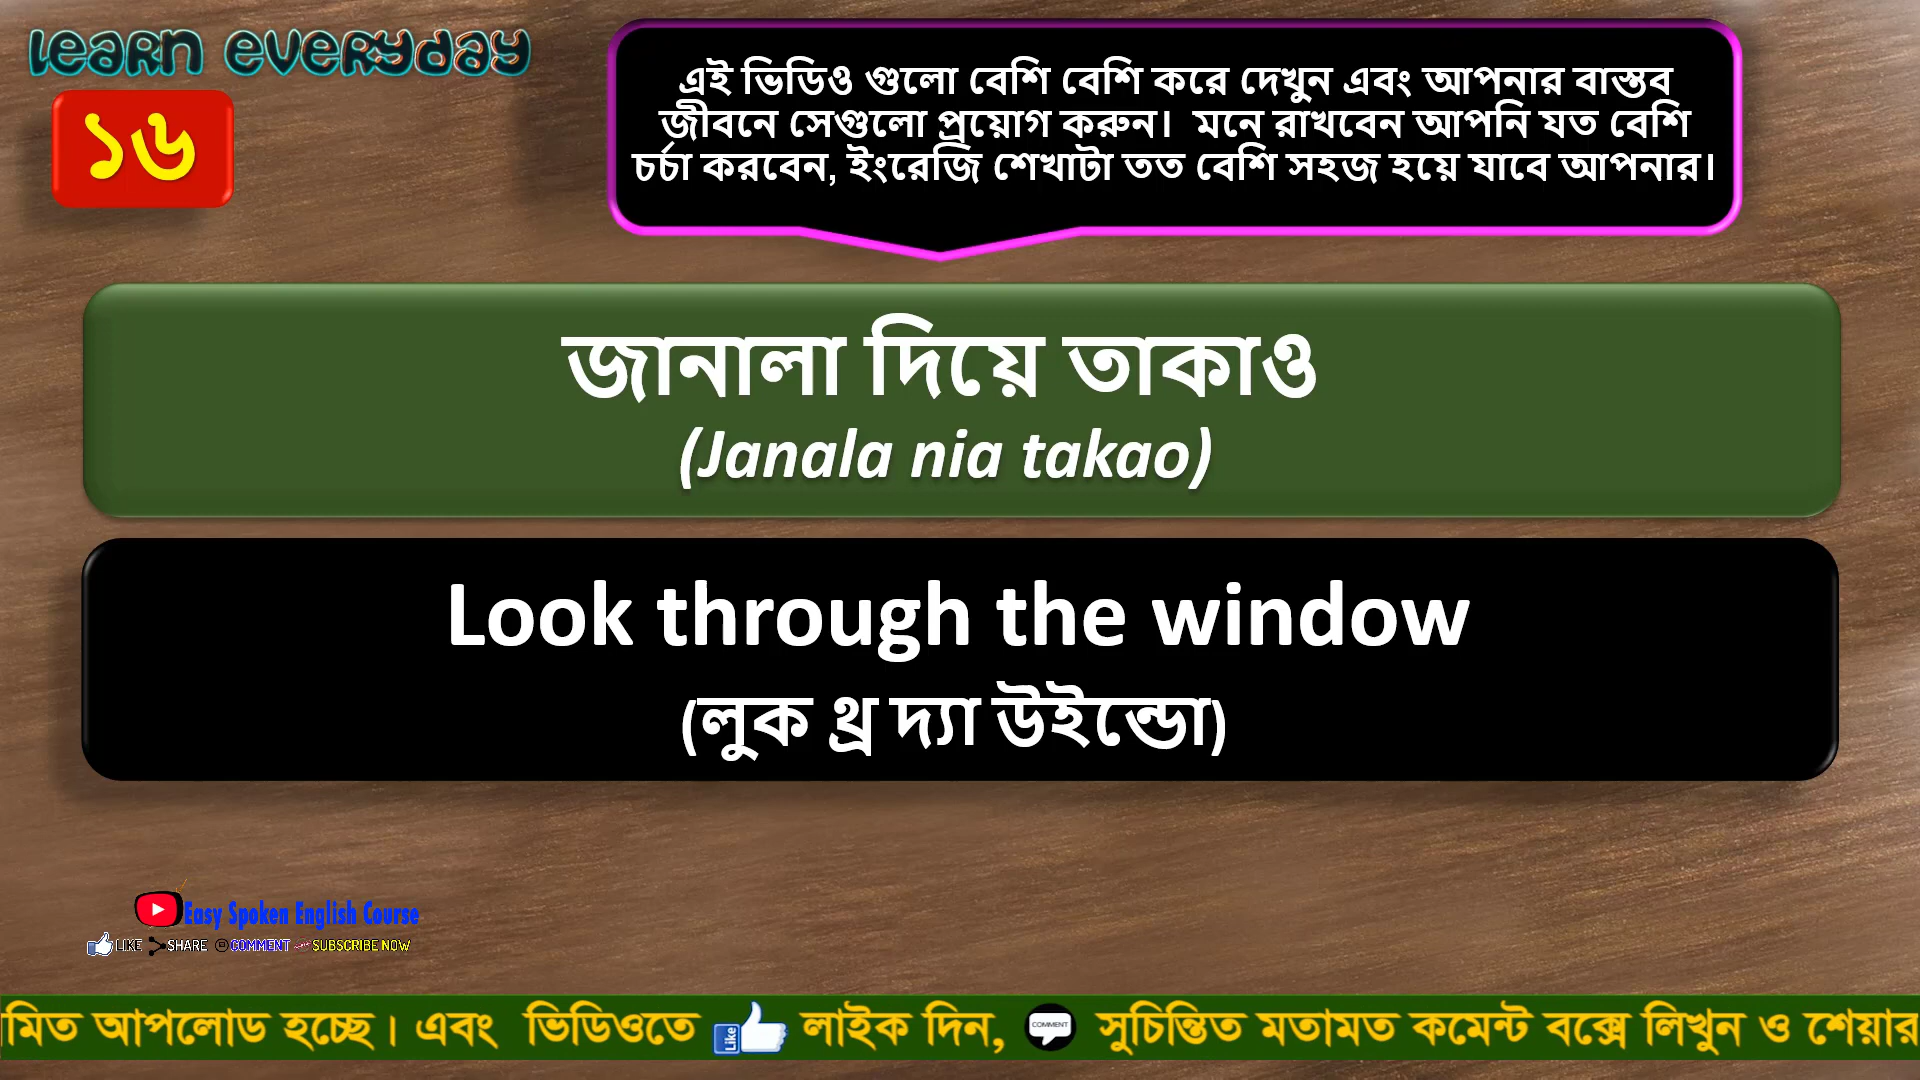 Learn Everyday
১৬
এই ভিডিও গুলো বেশি বেশি করে দেখুন এবং আপনার বাস্তব
জীবনে সেগুলো প্রয়োগ করুন। মনে রাখবেন আপনি যত বেশি
চর্চা করবেন, ইংরেজি শেখাটা তত বেশি সহজ হয়ে যাবে আপনার।
জানালা দিয়ে তাকাও
(Janala nia takao)
Look through the window
(লুক থ্র দ্যা উইন্ডো)
Easy Spoken English Course
LIKE SHARE COMMENT SUBSCRIBE NOW
মিত আপলোড হচ্ছে। এবং ভিডিওতে Like লাইক দিন, COMMENT সুচিন্তিত মতামত কমেন্ট বক্সে লিখুন ও শেয়ার